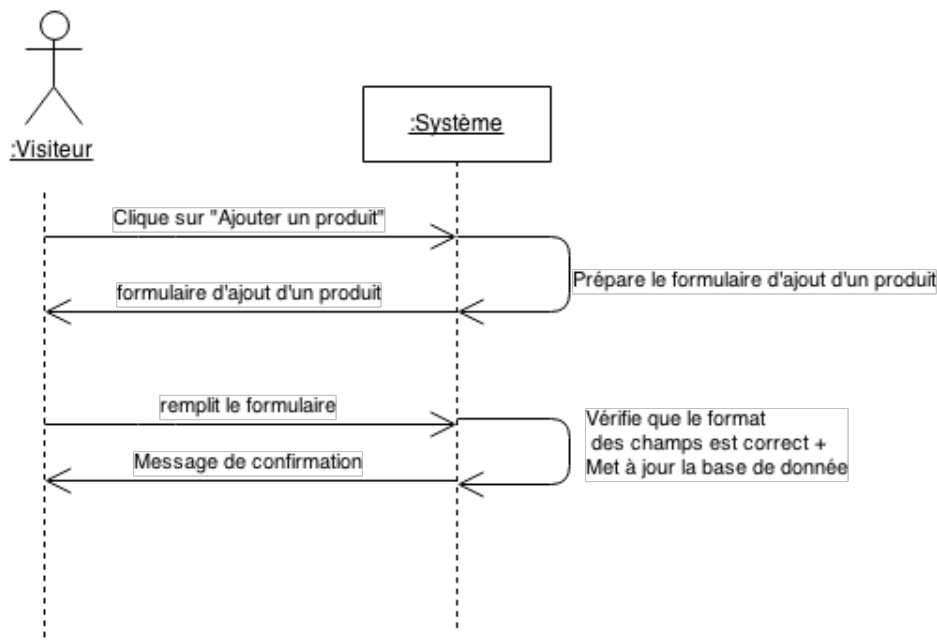 :Visiteur
:Système
Clique sur "Ajouter un produit"
Prépare le formulaire d'ajout d'un produit
formulaire d'ajout d'un produit
remplit le formulaire
Vérifie que le format
des champs est correct +
Met à jour la base de donnée
Message de confirmation